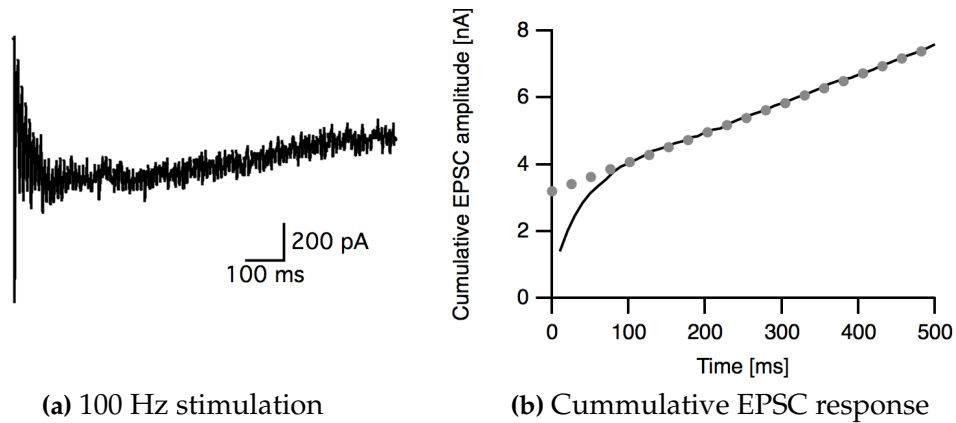 200 pA
100 ms
(a) 100 Hz stimulation
Cumulative EPSC amplitude [nA]
8
6
4
2
0
0 100 200 300 400 500
Time [ms]
(b) Cummulative EPSC response